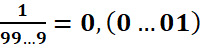 1/99...9 = 0,(0 ...01)